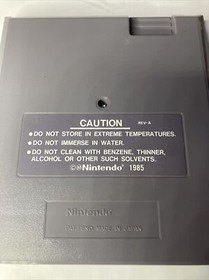 CAUTION REV-A
●DO NOT STORE IN EXTREME TEMPERATURES.
●DO NOT IMMERSE IN WATER.
●DO NOT CLEAN WITH BENZENE, THINNER,
ALCOHOL OR OTHER SUCH SOLVENTS.
©®Nintendo® 1985
Nintendo